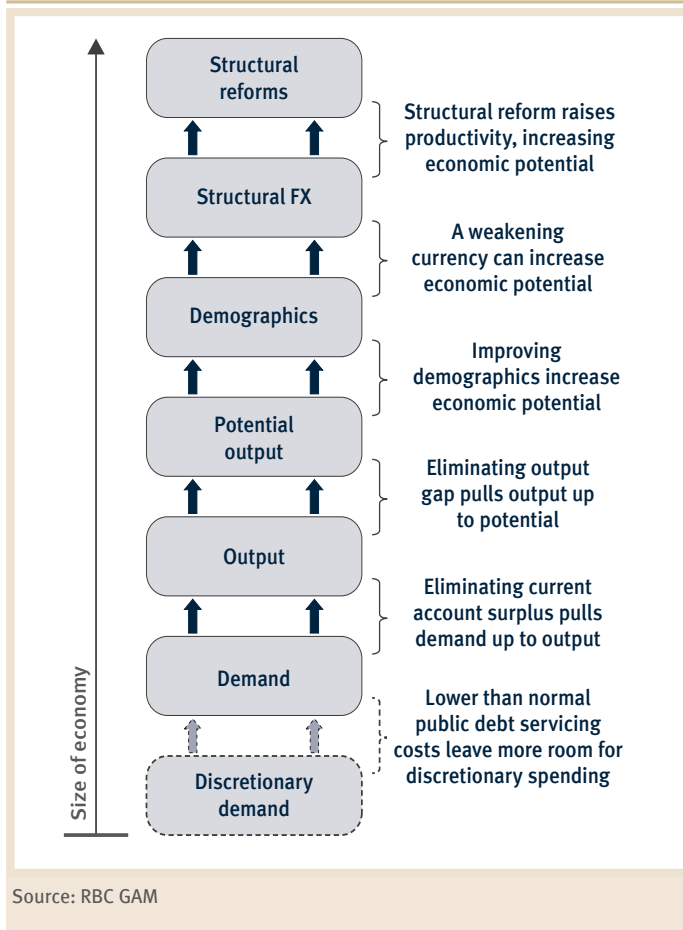 Structural
reforms
Structural reform raises
productivity, increasing
economic potential
Structural FX
A weakening
currency can increase
economic potential
Demographics
Improving
demographics increase
economic potential
Potential
output
Eliminating output
gap pulls output up
to potential
Output
Eliminating current
account surplus pulls
demand up to output
Demand
Lower than normal
public debt servicing
costs leave more room for
discretionary spending
Discretionary
demand
Size of economy
Source: RBC GAM